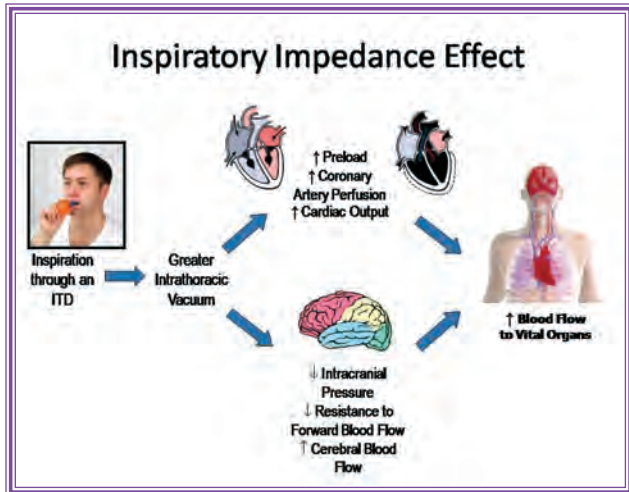 Inspiratory Impedance Effect
Inspiration
through an
ITD
Greater
Intrathoracic
Vacuum
↑ Preload
↑ Coronary
Artery Perfusion
↑ Cardiac Output
↓ Intracranial
Pressure
↓ Resistance to
Forward Blood Flow
↑ Cerebral Blood
Flow
↑ Blood Flow
to Vital Organs